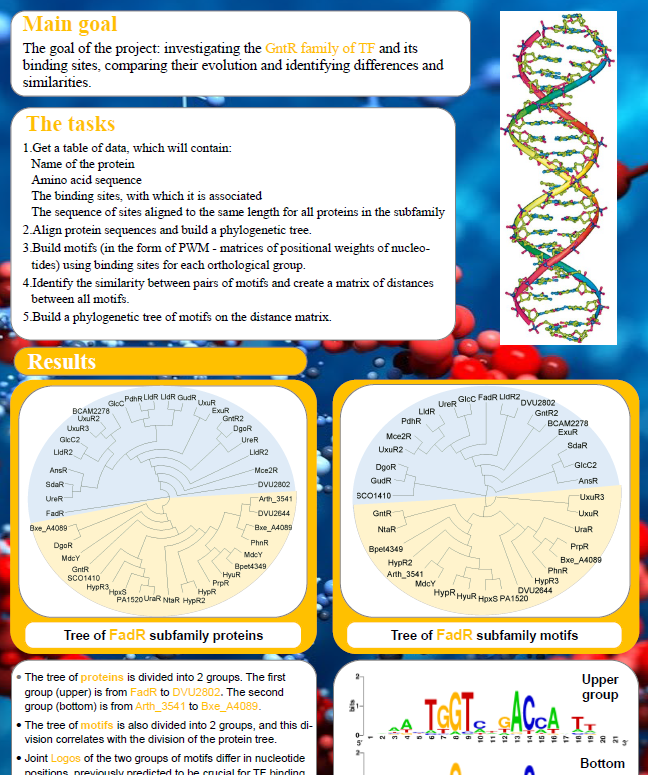 Main goal
The goal of the project: investigating the GntR family of TF and its
binding sites, comparing their evolution and identifying differences and
similarities.
The tasks
1.Get a table of data, which will contain:
Name of the protein
Amino acid sequence
The binding sites, with which it is associated
The sequence of sites aligned to the same length for all proteins in the subfamily
2.Align protein sequences and build a phylogenetic tree.
3.Build motifs (in the form of PWM - matrices of positional weights of nucleo-
tides) using binding sites for each orthological group.
4.Identify the similarity between pairs of motifs and create a matrix of distances
between all motifs.
5.Build a phylogenetic tree of motifs on the distance matrix.
Results
GlcC
PdhR
LldR
LldR
GudR
UxuR
ExuR
GntR2
DgoR
UreR
LldR2
Mce2R
DVU2802
Arth_3541
DVU2644
Bxe_A4089
PhnR
MdcY
Bpet4349
HyuR
PrpR
HypR
HypR2
NtaR
UraR
PA1520
HpxS
HypR3
SCO1410
GntR
MdcY
DgoR
Bxe_A4089
FadR
UreR
SdaR
AnsR
LldR2
GlcC2
UxuR3
UxuR2
BCAM2278
Tree of FadR subfamily proteins
UreR
GlcC
FadR
LldR2
DVU2802
GntR2
BCAM2278
ExuR
SdaR
GlcC2
AnsR
UxuR3
UxuR
UraR
PrpR
Bxe_A4089
PhnR
HypR3
DVU2644
PA1520
HpxS
HyuR
HypR
MdcY
Arth_3541
HypR2
Bpet4349
NtaR
GntR
SCO1410
GudR
DgoR
UxuR2
Mce2R
PdhR
LldR
Tree of FadR subfamily motifs
• The tree of proteins is divided into 2 groups. The first
group (upper) is from FadR to DVU2802. The second
group (bottom) is from Arth_3541 to Bxe_A4089.
• The tree of motifs is also divided into 2 groups, and this di-
vision correlates with the division of the protein tree.
• Joint Logos of the two groups of motifs differ in nucleotide
positions, previously predicted to be crucial for TF binding
Upper
group
2
bits
1
0
AATGGTCGACCATT
5' 1 2 3 4 5 6 7 8 9 10 11 12 13 14 15 16 17 18 19 20 21 3'
2
Bottom